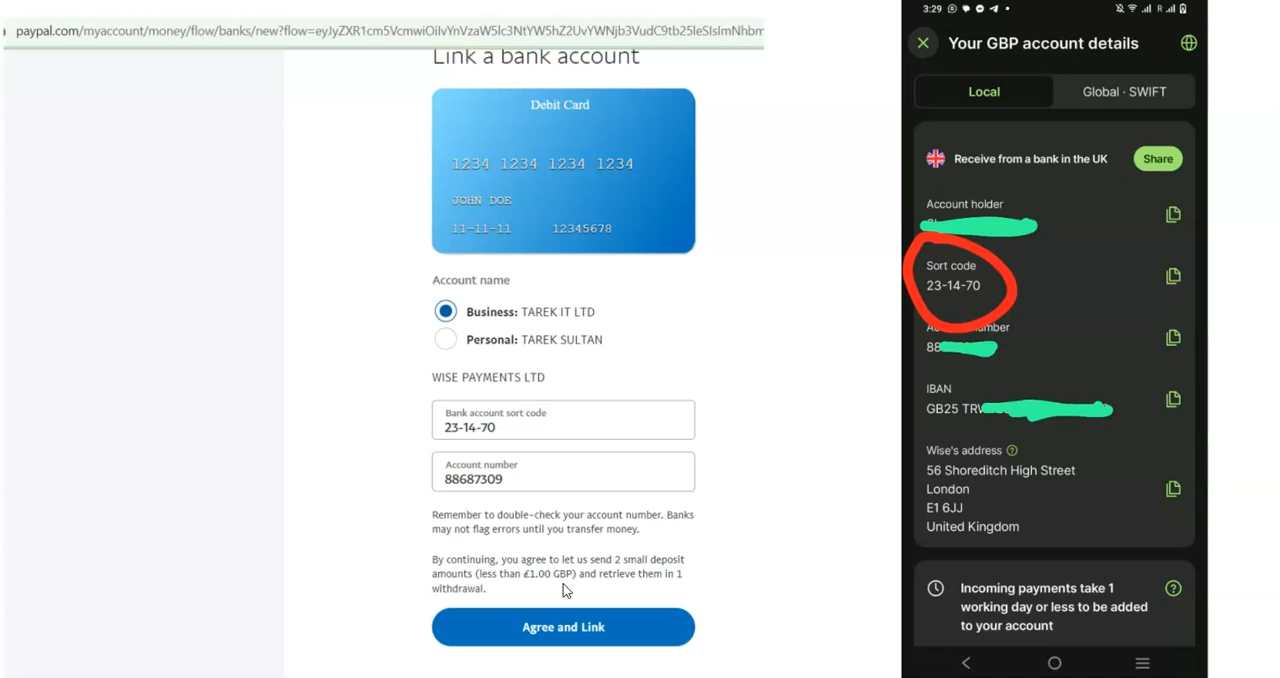 paypal.com/myaccount/money/flow/banks/new?flow=eyJyZXR1cm5VcmwiOiIvYnVzaW5lc3NtYW5hZ2UvYWNjb3VudC9tb25leSIsImNhbm
Link a bank account
Debit Card
1234 1234 1234 1234
JOHN DOE
11-11-11 12345678
Account name
Business: TAREK IT LTD
Personal: TAREK SULTAN
WISE PAYMENTS LTD
Bank account sort code
23-14-70
Account number
88687309
Remember to double-check your account number. Banks
may not flag errors until you transfer money.
By continuing, you agree to let us send 2 small deposit
amounts (less than £1.00 GBP) and retrieve them in 1
withdrawal.
Agree and Link
3:29
Your GBP account details
Local
Global · SWIFT
Receive from a bank in the UK
Share
Account holder
Sort code
23-14-70
88
IBAN
GB25
Wise's address
56 Shoreditch High Street
London
E1 6JJ
United Kingdom
Incoming payments take 1
working day or less to be added
to your account